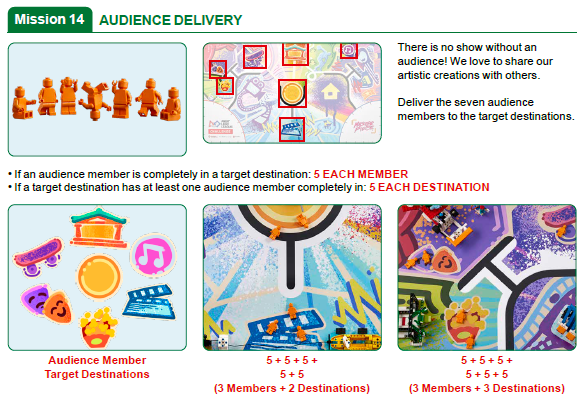 Mission 14 AUDIENCE DELIVERY
There is no show without an
audience! We love to share our
artistic creations with others.
Deliver the seven audience
members to the target destinations.
• If an audience member is completely in a target destination: 5 EACH MEMBER
• If a target destination has at least one audience member completely in: 5 EACH DESTINATION
Audience Member
Target Destinations
5 + 5 + 5 +
5 + 5
(3 Members + 2 Destinations)
5 + 5 + 5 +
5 + 5 + 5
(3 Members + 3 Destinations)